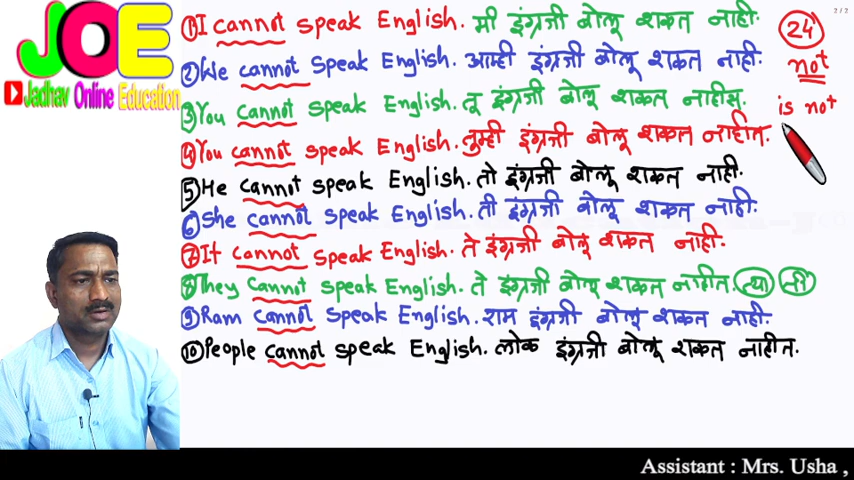 JOE
Jadhav Online Education
2/2
24
not
is not
①I cannot speak English. मी इंग्रजी बोलू शकत नाही.
②We cannot speak English. आम्ही इंग्रजी बोलू शकत नाही.
③You cannot speak English. तू इंग्रजी बोलू शकत नाहीस.
④You cannot speak English. तुम्ही इंग्रजी बोलू शकत नाहीत.
⑤He cannot speak English. तो इंग्रजी बोलू शकत नाही.
⑥She cannot speak English. ती इंग्रजी बोलू शकत नाही.
⑦It cannot speak English. ते इंग्रजी बोलू शकत नाही.
⑧They cannot speak English. ते इंग्रजी बोलू शकत नाहीत. त्या ती
⑨Ram cannot speak English. राम इंग्रजी बोलू शकत नाही.
⑩People cannot speak English. लोक इंग्रजी बोलू शकत नाहीत.
Assistant : Mrs. Usha ,